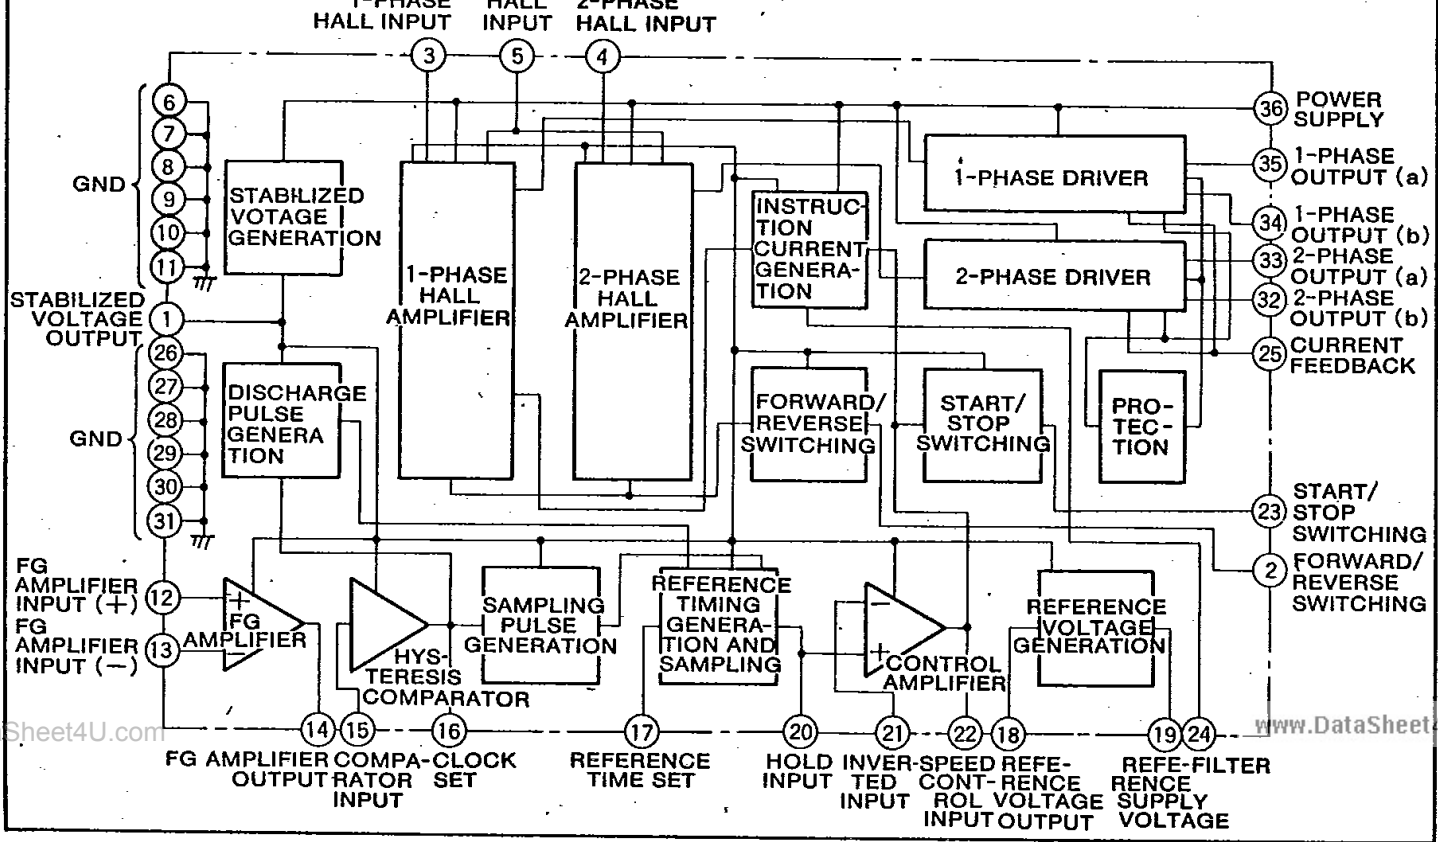 1-PHASE
HALL INPUT
HALL
INPUT
2-PHASE
HALL INPUT
3
5
4
6
7
8
9
10
11
GND
STABILIZED
VOLTAGE
OUTPUT
1
26
27
28
29
30
31
GND
FG
AMPLIFIER
INPUT (+)
12
FG
AMPLIFIER
INPUT (−)
13
STABILIZED
VOTAGE
GENERATION
DISCHARGE
PULSE
GENERA
TION
1-PHASE
HALL
AMPLIFIER
2-PHASE
HALL
AMPLIFIER
INSTRUC-
TION
CURRENT
GENERA-
TION
1-PHASE DRIVER
2-PHASE DRIVER
FORWARD/
REVERSE
SWITCHING
START/
STOP
SWITCHING
PRO-
TEC-
TION
36
POWER
SUPPLY
35
1-PHASE
OUTPUT (a)
34
1-PHASE
OUTPUT (b)
33
2-PHASE
OUTPUT (a)
32
2-PHASE
OUTPUT (b)
25
CURRENT
FEEDBACK
23
START/
STOP
SWITCHING
2
FORWARD/
REVERSE
SWITCHING
+
FG
AMPLIFIER
−
HYS-
TERESIS
COMPARATOR
SAMPLING
PULSE
GENERATION
REFERENCE
TIMING
GENERA-
TION AND
SAMPLING
−
+
CONTROL
AMPLIFIER
REFERENCE
VOLTAGE
GENERATION
Sheet4U.com
www.DataSheet4
14
15
16
17
20
21
22
18
19
24
FG AMPLIFIER
OUTPUT
COMPA-
RATOR
INPUT
CLOCK
SET
REFERENCE
TIME SET
HOLD
INPUT
INVER-
TED
INPUT
SPEED
CONT-
ROL
INPUT
REFE-
RENCE
VOLTAGE
OUTPUT
REFE-
RENCE
SUPPLY
VOLTAGE
FILTER